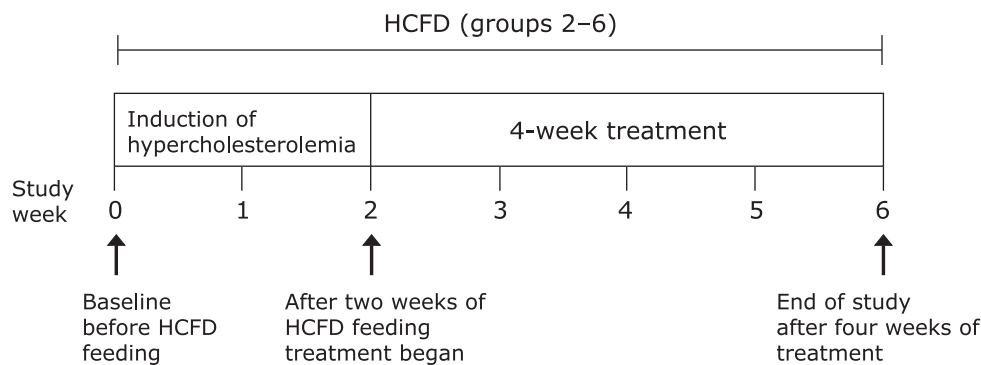 HCFD (groups 2–6)
Induction of
hypercholesterolemia
4-week treatment
Study
week
0 1 2 3 4 5 6
Baseline
before HCFD
feeding
After two weeks of
HCFD feeding
treatment began
End of study
after four weeks of
treatment